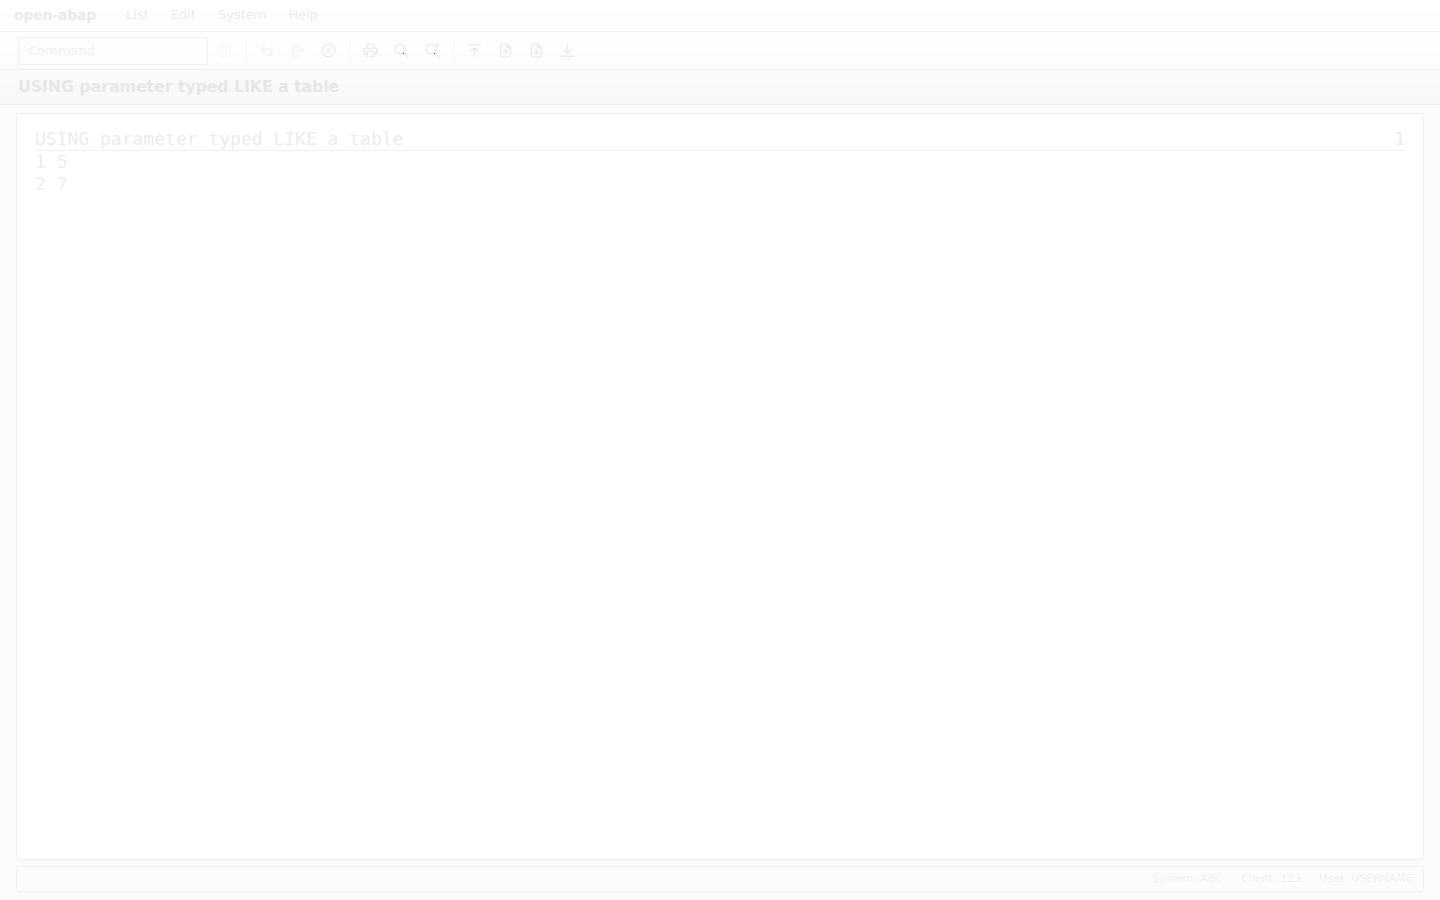 open-abap List Edit System Help
Command
USING parameter typed LIKE a table
USING parameter typed LIKE a table 1
1 5
2 7
System: ABC Client: 123 User: USERNAME